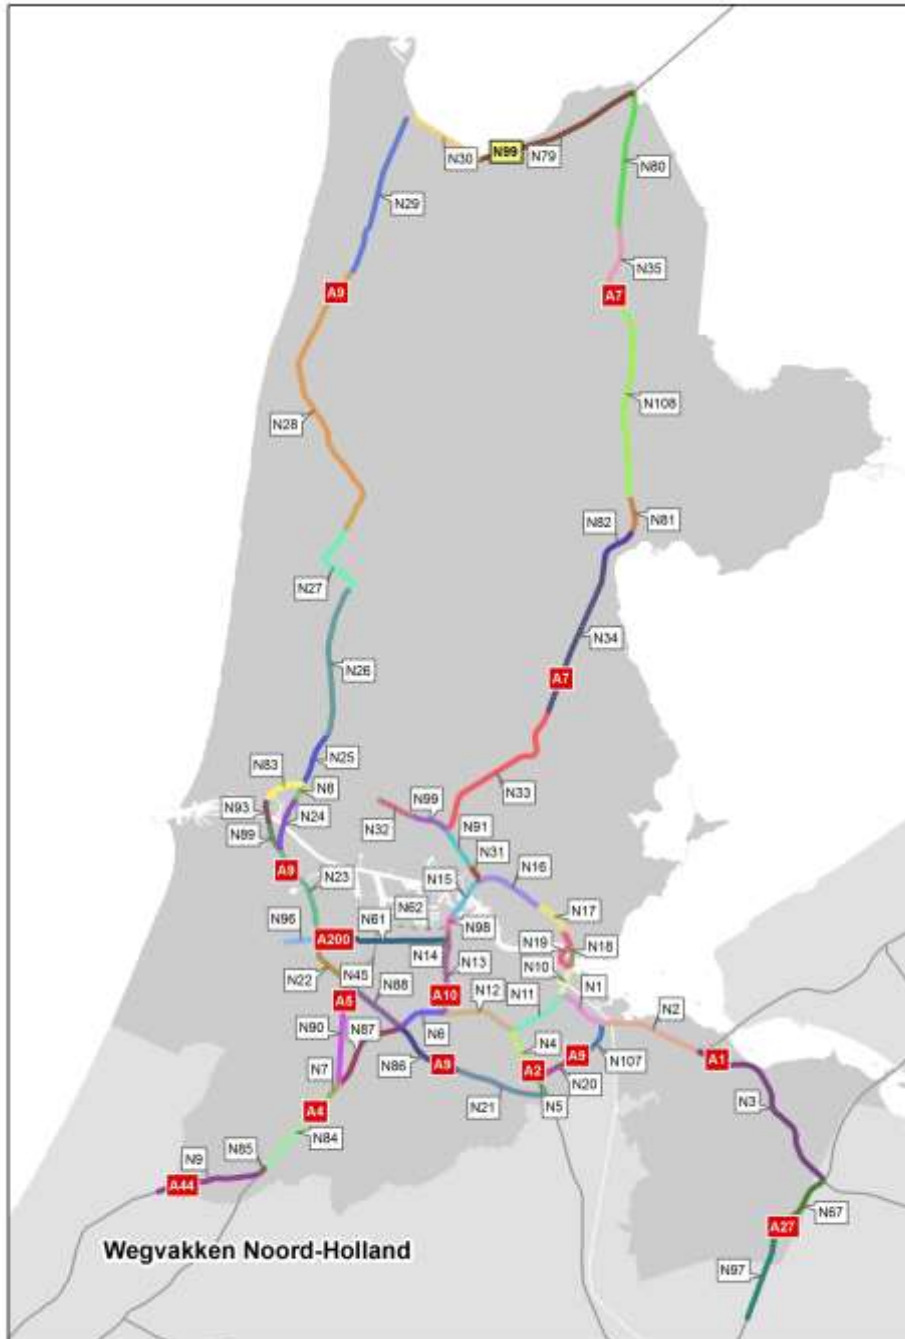 N30
N99
N79
N80
N29
N35
A9
A7
N108
N28
N82
N81
N27
N34
N26
A7
N25
N83
N8
N33
N93
N99
N24
N32
N91
N89
N31
A9
N16
N23
N15
N17
N62
N96
A200
N61
N98
N19
N18
N14
N22
N45
N88
N13
N10
N1
A5
A10
N12
N11
N2
N90
N87
N6
N4
A9
N107
A1
N7
N86
A9
A2
N20
N3
A4
N21
N5
N84
N85
N9
A44
N67
A27
Wegvakken Noord-Holland
N97